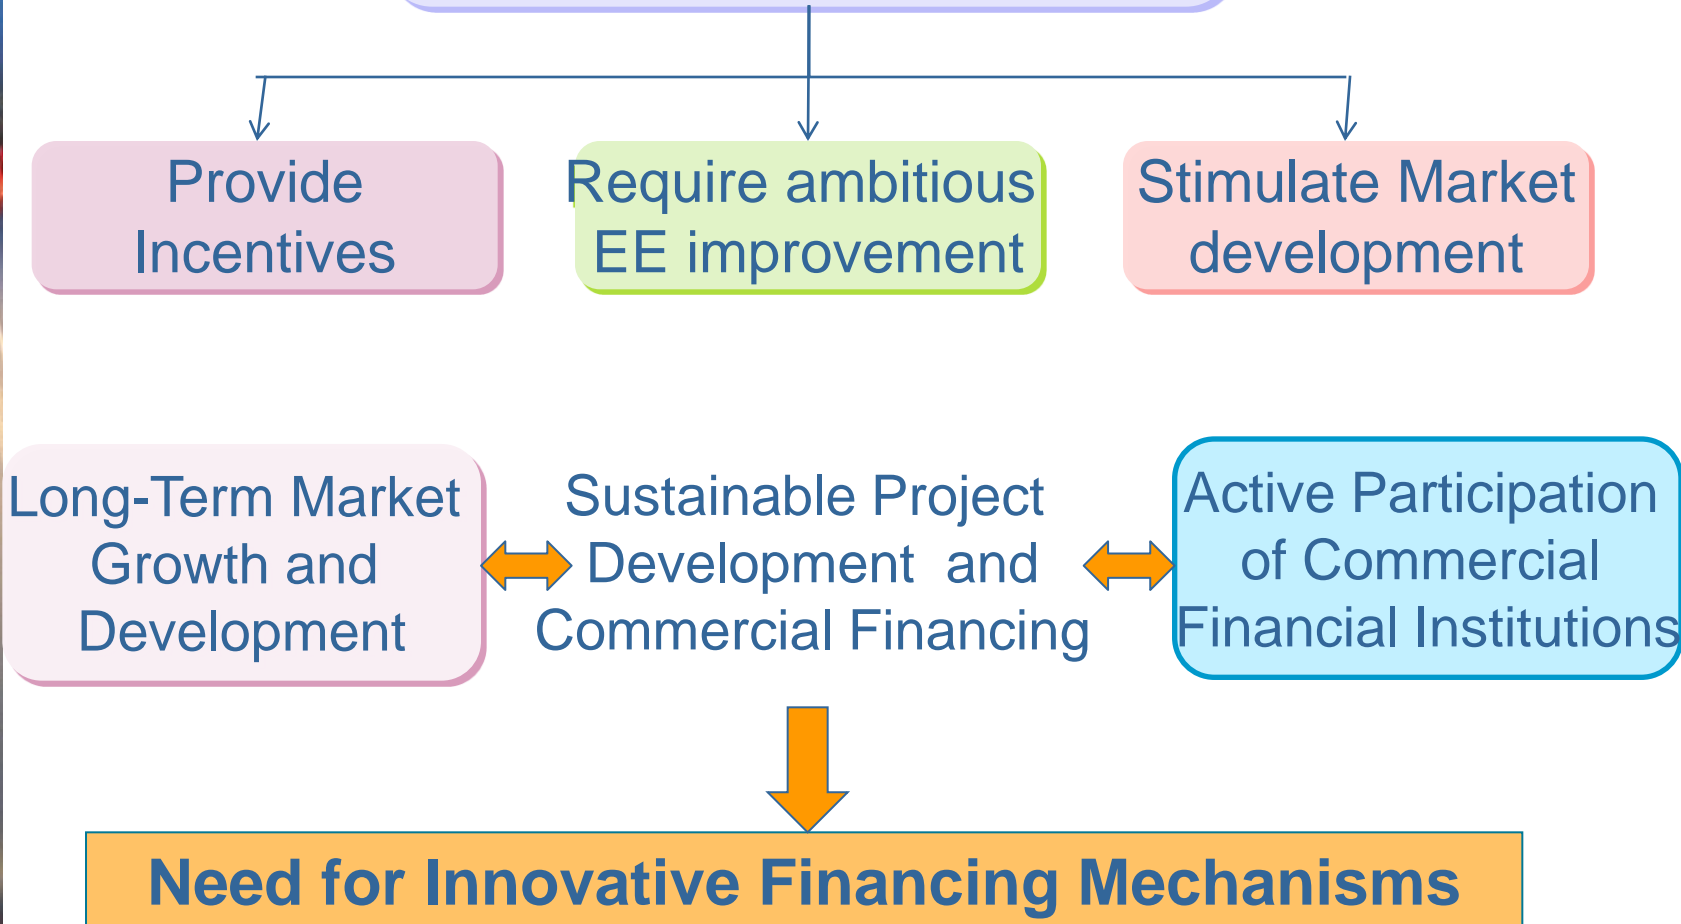 Provide
Incentives
Require ambitious
EE improvement
Stimulate Market
development
Long-Term Market
Growth and
Development
Sustainable Project
Development and
Commercial Financing
Active Participation
of Commercial
Financial Institutions
Need for Innovative Financing Mechanisms